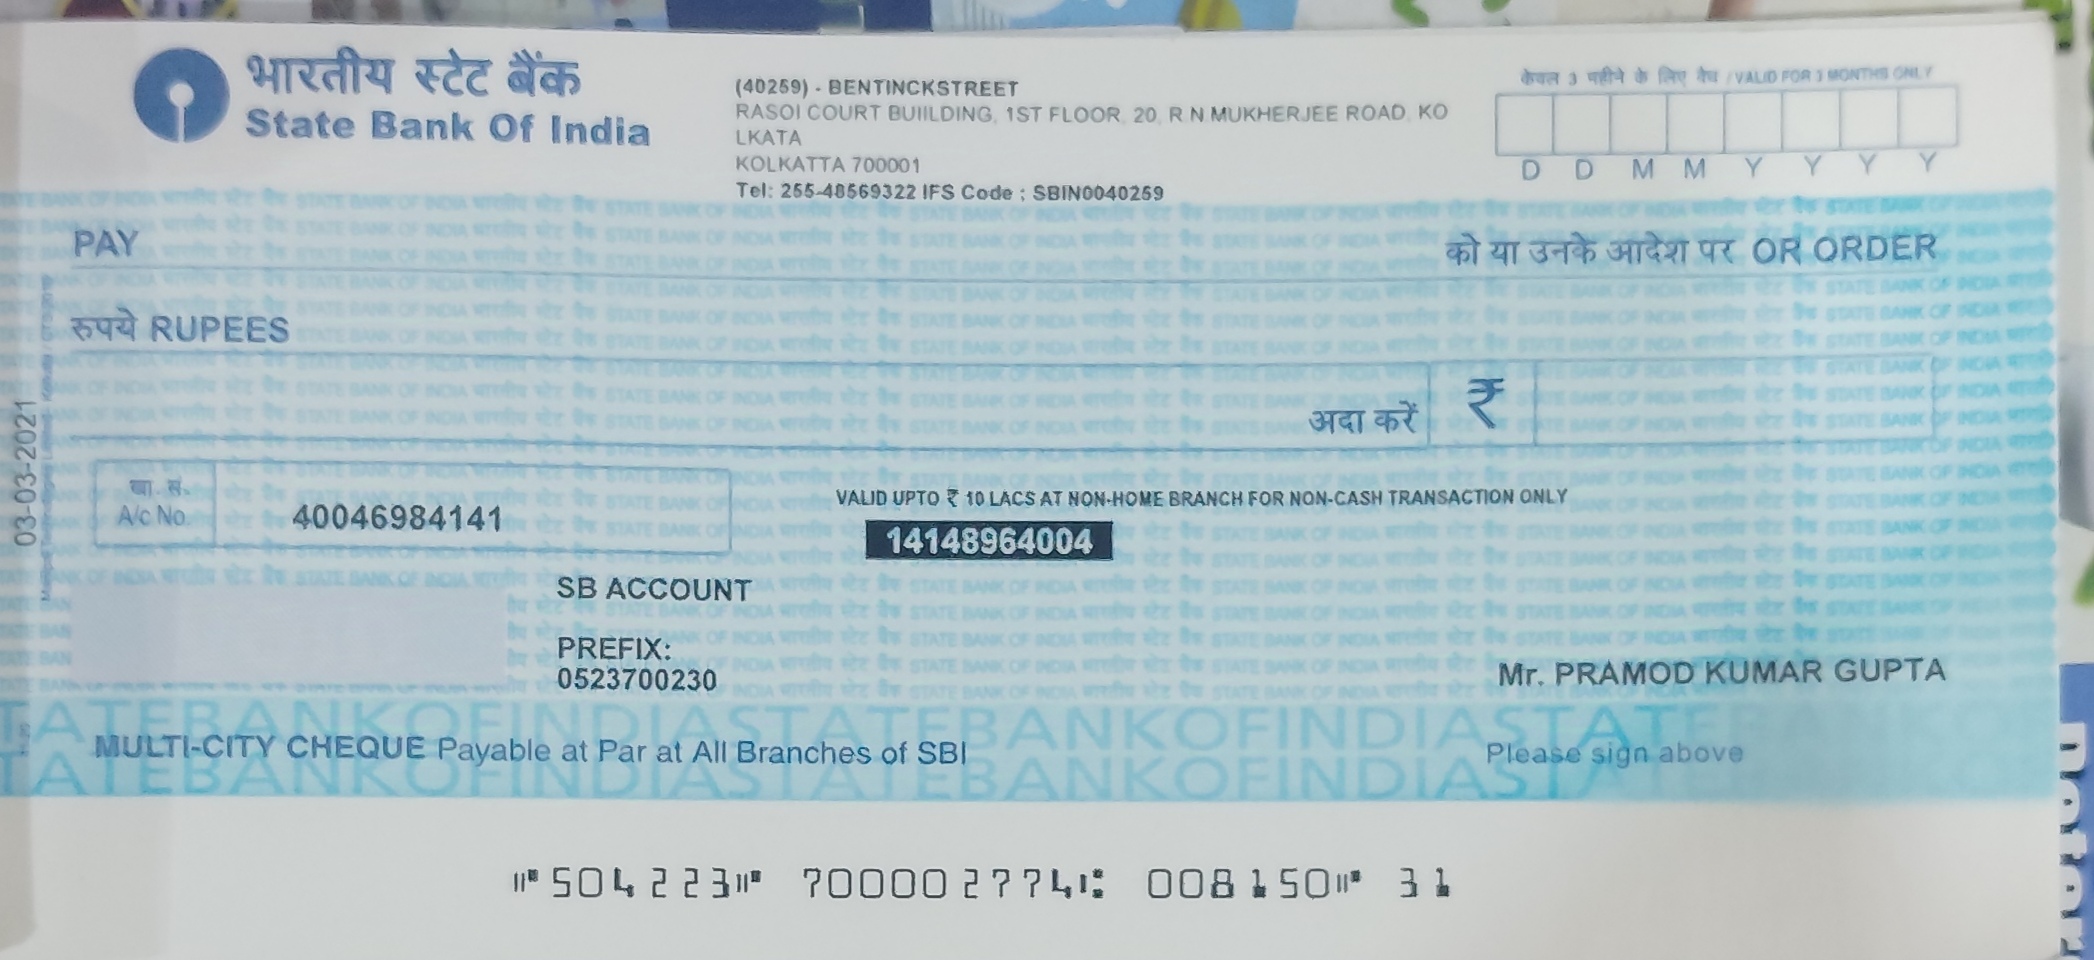 भारतीय स्टेट बैंक
State Bank Of India
(40259) - BENTINCKSTREET
RASOI COURT BUIILDING, 1ST FLOOR, 20, R N MUKHERJEE ROAD, KO
LKATA
KOLKATTA 700001
Tel: 255-48569322 IFS Code : SBIN0040259
केवल 3 महीने के लिए वैध / VALID FOR 3 MONTHS ONLY
D D M M Y Y Y Y
PAY
को या उनके आदेश पर OR ORDER
रुपये RUPEES
अदा करें ₹
03-03-2021
खा. सं.
A/c No.
40046984141
VALID UPTO ₹ 10 LACS AT NON-HOME BRANCH FOR NON-CASH TRANSACTION ONLY
14148964004
SB ACCOUNT
PREFIX:
0523700230
Mr. PRAMOD KUMAR GUPTA
TATEBANKOFINDIASTATEBANKOFINDIASTATEBANKO
MULTI-CITY CHEQUE Payable at Par at All Branches of SBI
Please sign above
TATEBANKOFINDIASTATEBANKOFINDIASTAT
⑈504223⑈ 700002774⑆ 008150⑈ 31